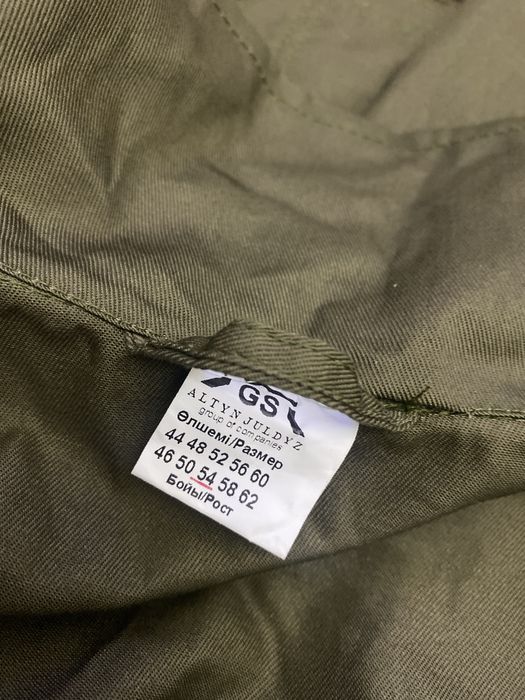 GS
ALTYN JULDYZ
group of companies
Өлшемі/Размер
44 48 52 56 60
46 50 54 58 62
Бойы/Рост